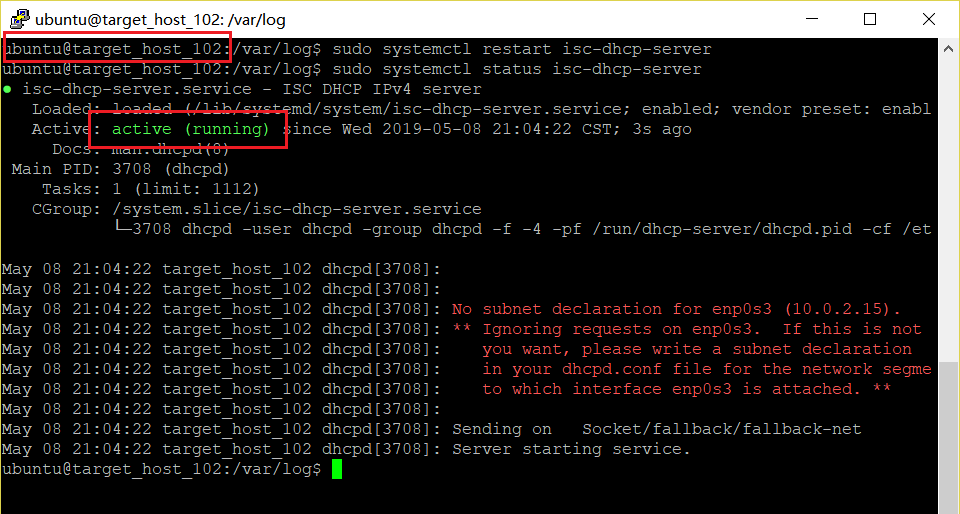 ubuntu@target_host_102: /var/log
ubuntu@target_host_102:/var/log$ sudo systemctl restart isc-dhcp-server
ubuntu@target_host_102:/var/log$ sudo systemctl status isc-dhcp-server
● isc-dhcp-server.service - ISC DHCP IPv4 server
Loaded: loaded (/lib/systemd/system/isc-dhcp-server.service; enabled; vendor preset: enabl
Active: active (running) since Wed 2019-05-08 21:04:22 CST; 3s ago
Docs: man:dhcpd(8)
Main PID: 3708 (dhcpd)
Tasks: 1 (limit: 1112)
CGroup: /system.slice/isc-dhcp-server.service
└─3708 dhcpd -user dhcpd -group dhcpd -f -4 -pf /run/dhcp-server/dhcpd.pid -cf /et
May 08 21:04:22 target_host_102 dhcpd[3708]:
May 08 21:04:22 target_host_102 dhcpd[3708]:
May 08 21:04:22 target_host_102 dhcpd[3708]: No subnet declaration for enp0s3 (10.0.2.15).
May 08 21:04:22 target_host_102 dhcpd[3708]: ** Ignoring requests on enp0s3.  If this is not
May 08 21:04:22 target_host_102 dhcpd[3708]:    you want, please write a subnet declaration
May 08 21:04:22 target_host_102 dhcpd[3708]:    in your dhcpd.conf file for the network segme
May 08 21:04:22 target_host_102 dhcpd[3708]:    to which interface enp0s3 is attached. **
May 08 21:04:22 target_host_102 dhcpd[3708]:
May 08 21:04:22 target_host_102 dhcpd[3708]: Sending on   Socket/fallback/fallback-net
May 08 21:04:22 target_host_102 dhcpd[3708]: Server starting service.
ubuntu@target_host_102:/var/log$